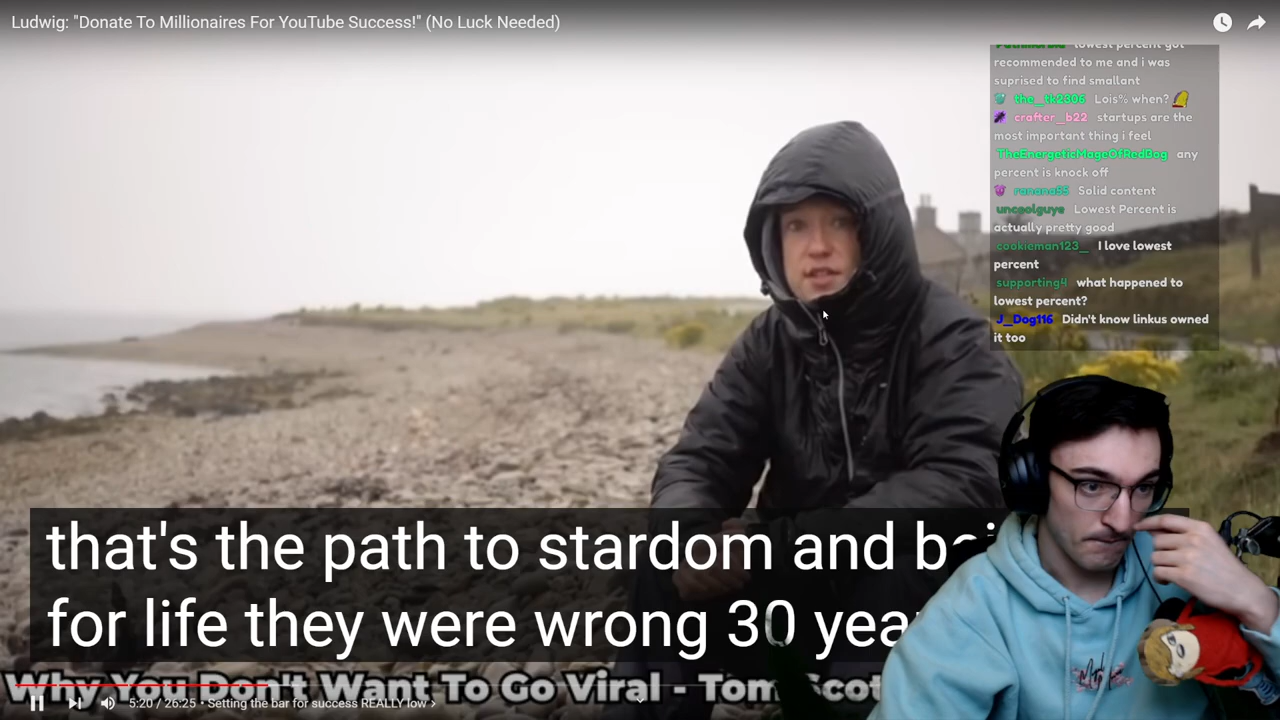 Ludwig: "Donate To Millionaires For YouTube Success!" (No Luck Needed)
lowest percent got
recommended to me and i was
suprised to find smallant
the_tk2306 Lois% when?
crafter_b22 startups are the
most important thing i feel
TheEnergeticMageOfRedBog any
percent is knock off
ranana55 Solid content
uncoolguye Lowest Percent is
actually pretty good
cookieman123_ I love lowest
percent
supporting4 what happened to
lowest percent?
J_Dog116 Didn't know linkus owned
it too
that's the path to stardom and
for life they were wrong 30
Why You Don't Want To Go Viral - Tom Scot
5:20 / 26:25 • Setting the bar for success REALLY low >